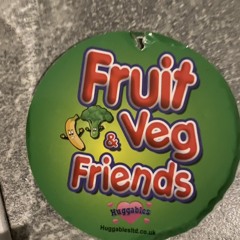 Fruit
Veg
&
Friends
Huggables
Huggablesltd.co.uk